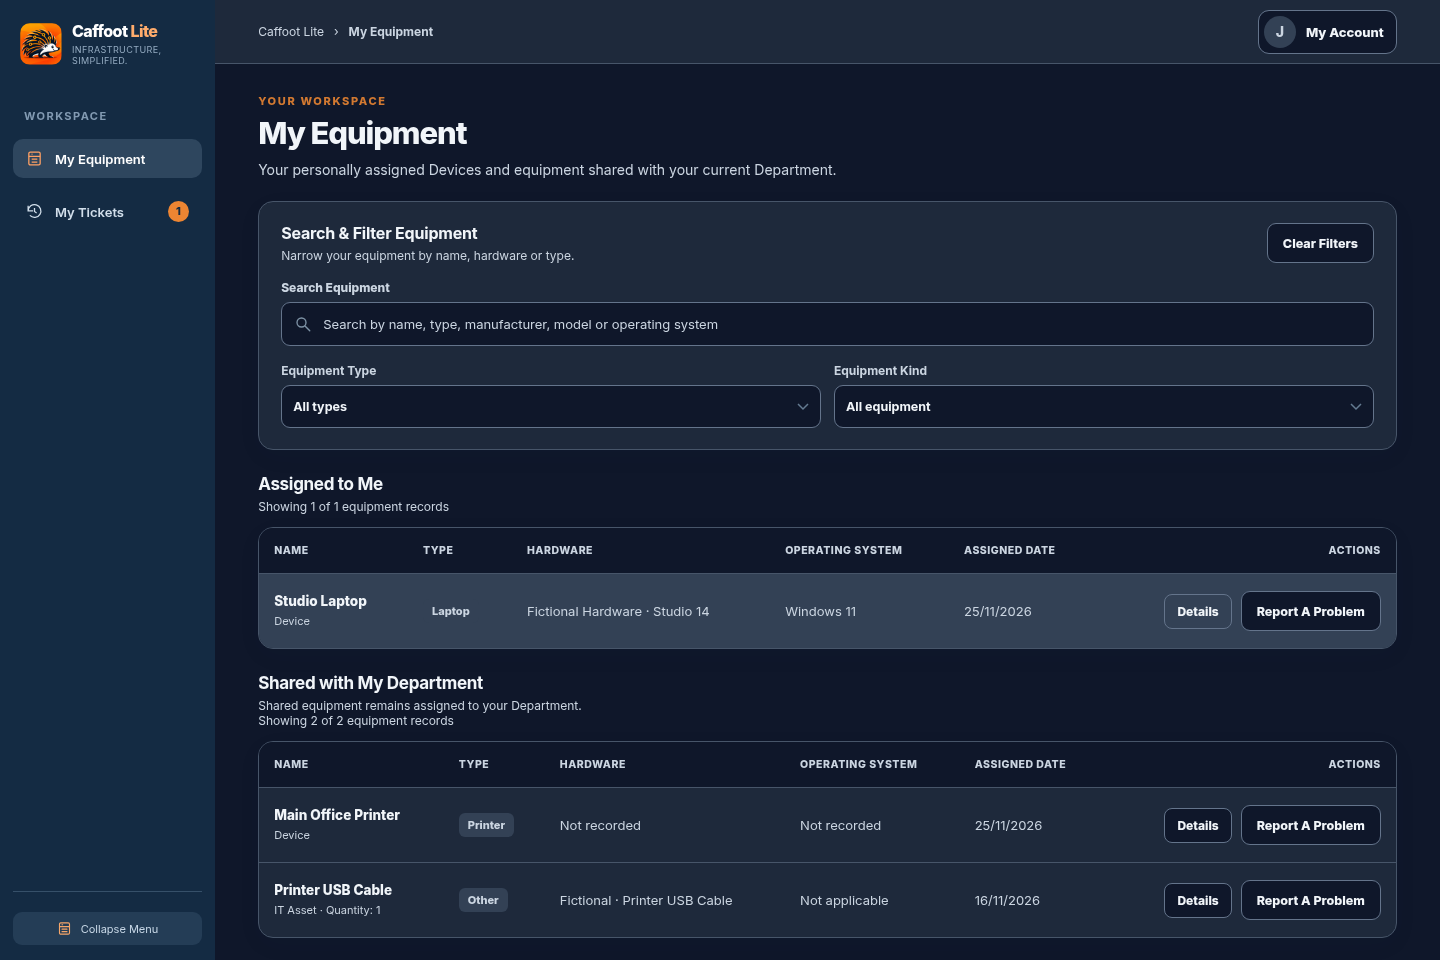 Caffoot Lite
INFRASTRUCTURE,
SIMPLIFIED.
WORKSPACE
My Equipment
My Tickets 1
Collapse Menu
Caffoot Lite › My Equipment
J My Account
YOUR WORKSPACE
My Equipment
Your personally assigned Devices and equipment shared with your current Department.
Search & Filter Equipment
Narrow your equipment by name, hardware or type.
Clear Filters
Search Equipment
Search by name, type, manufacturer, model or operating system
Equipment Type Equipment Kind
All types All equipment
Assigned to Me
Showing 1 of 1 equipment records
NAME TYPE HARDWARE OPERATING SYSTEM ASSIGNED DATE ACTIONS
Studio Laptop
Device
Laptop Fictional Hardware · Studio 14 Windows 11 25/11/2026 Details Report A Problem
Shared with My Department
Shared equipment remains assigned to your Department.
Showing 2 of 2 equipment records
NAME TYPE HARDWARE OPERATING SYSTEM ASSIGNED DATE ACTIONS
Main Office Printer
Device
Printer Not recorded Not recorded 25/11/2026 Details Report A Problem
Printer USB Cable
IT Asset · Quantity: 1
Other Fictional · Printer USB Cable Not applicable 16/11/2026 Details Report A Problem